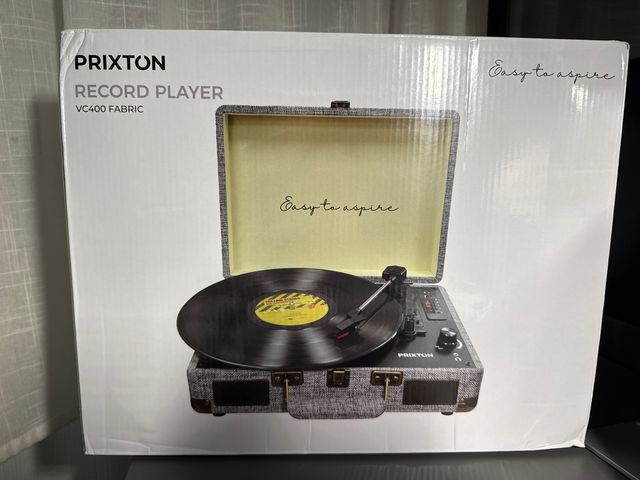 PRIXTON
RECORD PLAYER
VC400 FABRIC
Easy to aspire
Easy to aspire
PRIXTON